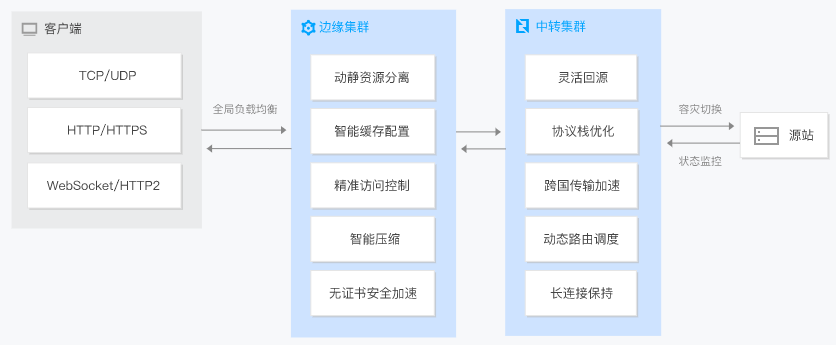 客户端
TCP/UDP
HTTP/HTTPS
WebSocket/HTTP2
全局负载均衡
边缘集群
动静资源分离
智能缓存配置
精准访问控制
智能压缩
无证书安全加速
中转集群
灵活回源
协议栈优化
跨国传输加速
动态路由调度
长连接保持
容灾切换
状态监控
源站